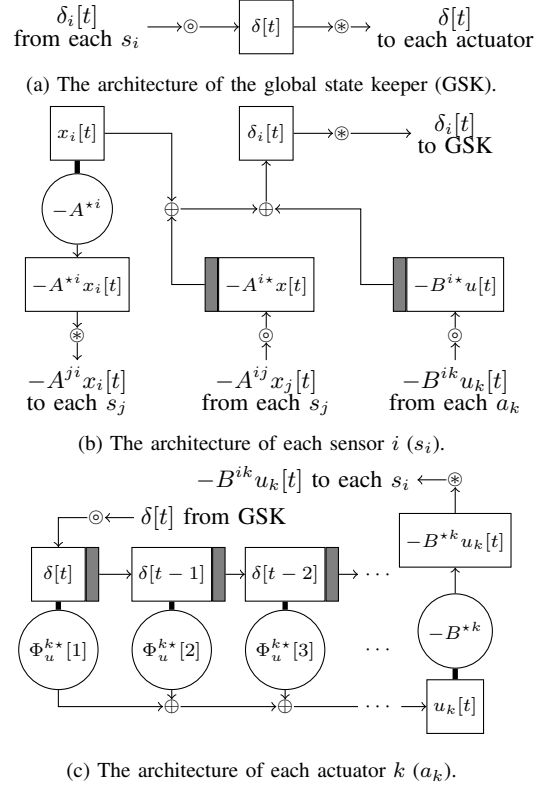 δ_i[t] from each s_i
δ[t]
δ[t] to each actuator
(a) The architecture of the global state keeper (GSK).
x_i[t]
δ_i[t]
δ_i[t] to GSK
−A^{⋆i}
−A^{⋆i}x_i[t]
−A^{i⋆}x[t]
−B^{i⋆}u[t]
−A^{ji}x_i[t] to each s_j
−A^{ij}x_j[t] from each s_j
−B^{ik}u_k[t] from each a_k
(b) The architecture of each sensor i (s_i).
−B^{ik}u_k[t] to each s_i
δ[t] from GSK
−B^{⋆k}u_k[t]
δ[t]
δ[t − 1]
δ[t − 2]
···
Φ_u^{k⋆}[1]
Φ_u^{k⋆}[2]
Φ_u^{k⋆}[3]
···
−B^{⋆k}
···
u_k[t]
(c) The architecture of each actuator k (a_k).